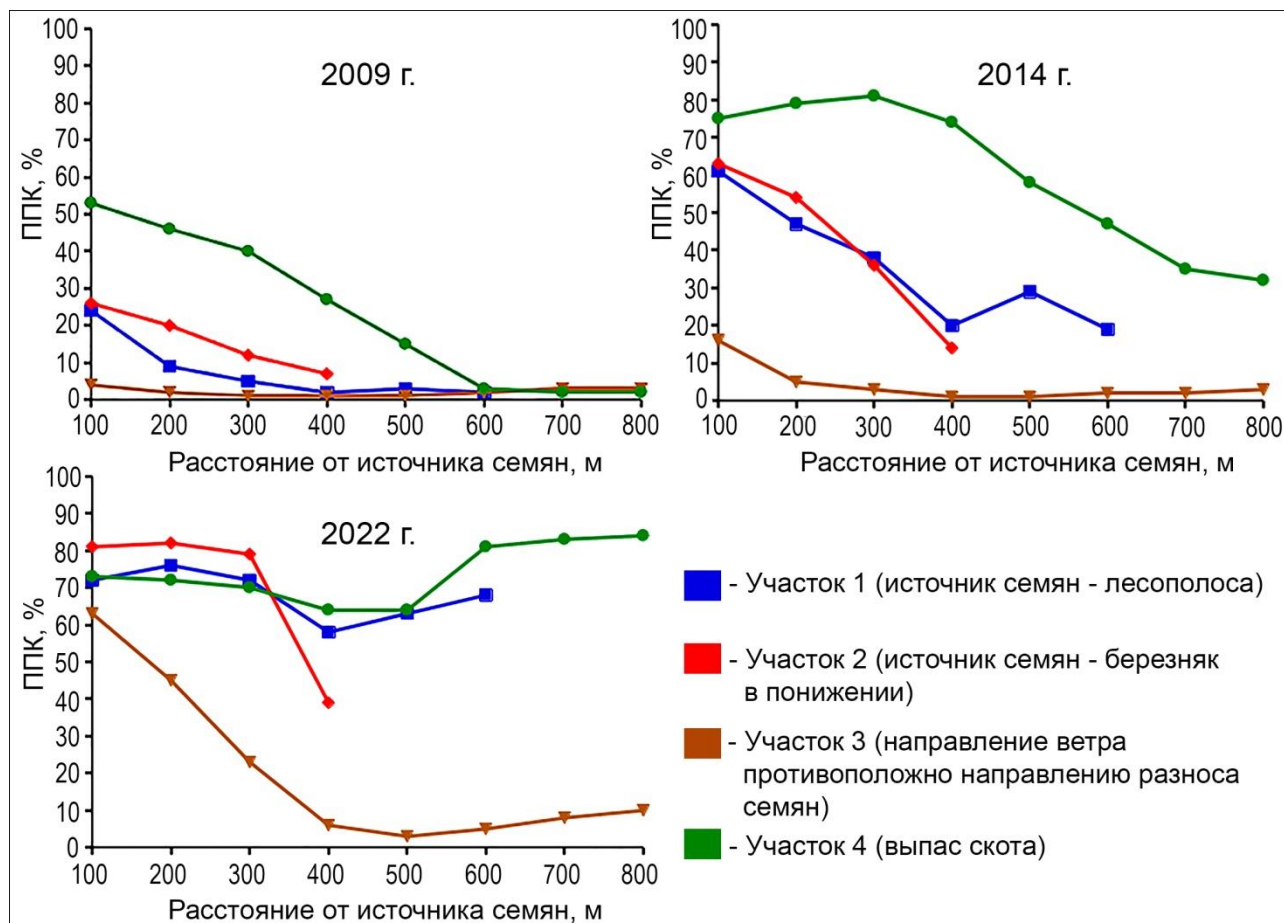 2009 г.
ППК, %
100
90
80
70
60
50
40
30
20
10
0
100 200 300 400 500 600 700 800
Расстояние от источника семян, м
2014 г.
ППК, %
100
90
80
70
60
50
40
30
20
10
0
100 200 300 400 500 600 700 800
Расстояние от источника семян, м
2022 г.
ППК, %
100
90
80
70
60
50
40
30
20
10
0
100 200 300 400 500 600 700 800
Расстояние от источника семян, м
- Участок 1 (источник семян - лесополоса)
- Участок 2 (источник семян - березняк
в понижении)
- Участок 3 (направление ветра
противоположно направлению разноса
семян)
- Участок 4 (выпас скота)